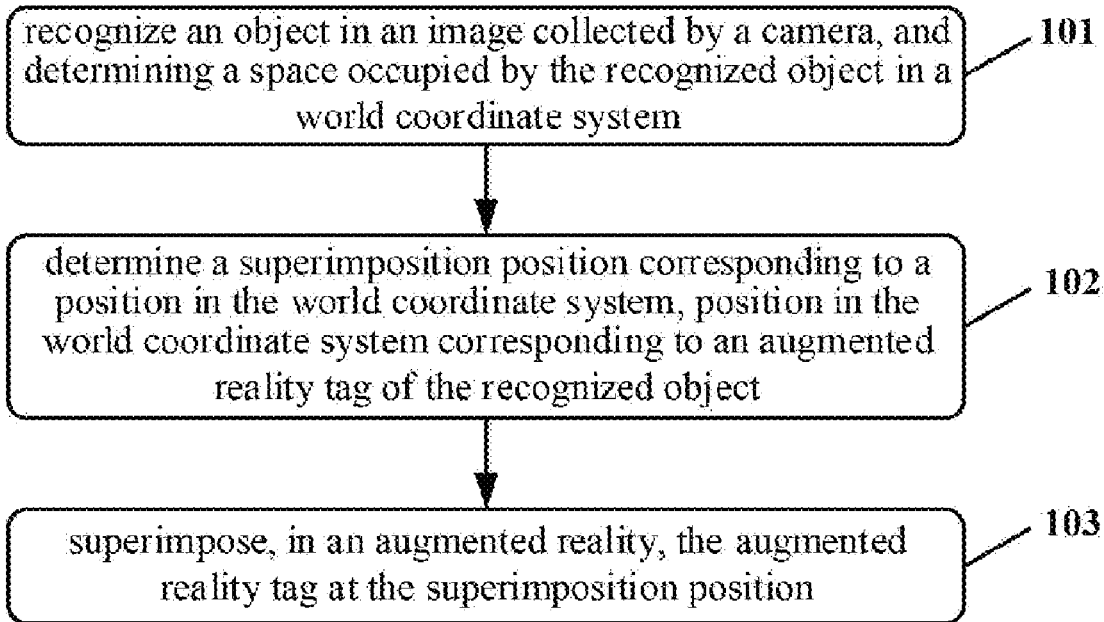 recognize an object in an image collected by a camera, and
determining a space occupied by the recognized object in a
world coordinate system
101
determine a superimposition position corresponding to a
position in the world coordinate system, position in the
world coordinate system corresponding to an augmented
reality tag of the recognized object
102
superimpose, in an augmented reality, the augmented
reality tag at the superimposition position
103